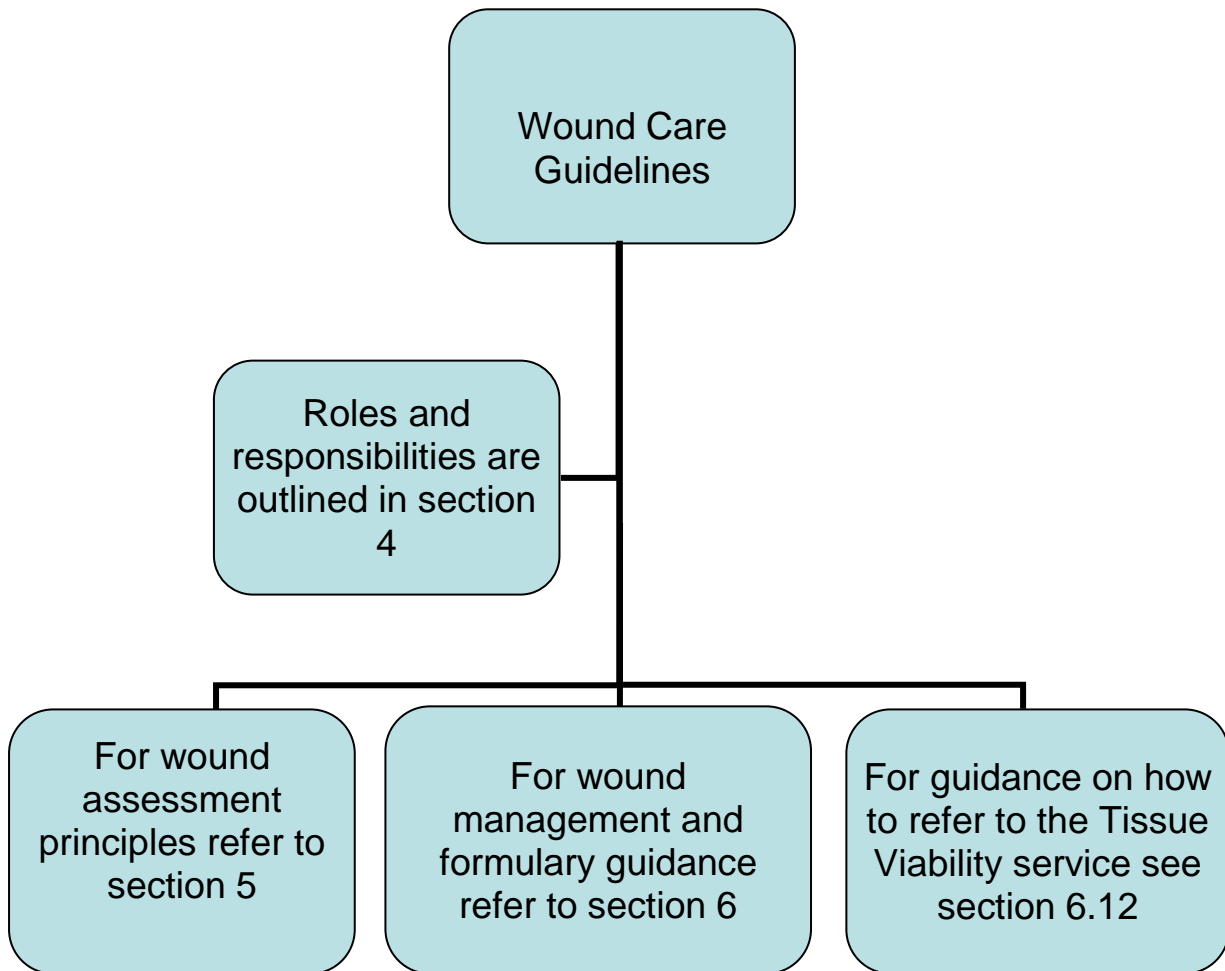 Wound Care
Guidelines
Roles and
responsibilities are
outlined in section
4
For wound
assessment
principles refer to
section 5
For wound
management and
formulary guidance
refer to section 6
For guidance on how
to refer to the Tissue
Viability service see
section 6.12